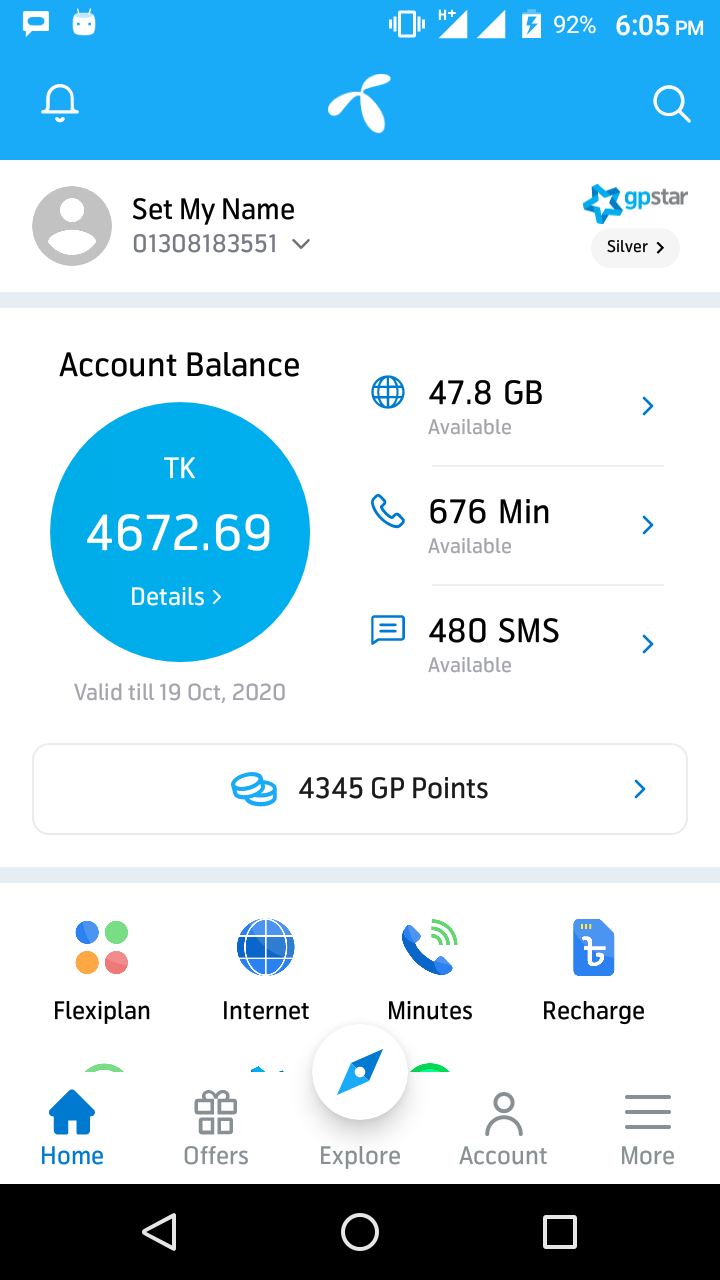 H+ 92% 6:05 PM
Set My Name
01308183551
gpstar
Silver
Account Balance
TK
4672.69
Details
Valid till 19 Oct, 2020
47.8 GB
Available
676 Min
Available
480 SMS
Available
4345 GP Points
Flexiplan Internet Minutes Recharge
Home Offers Explore Account More